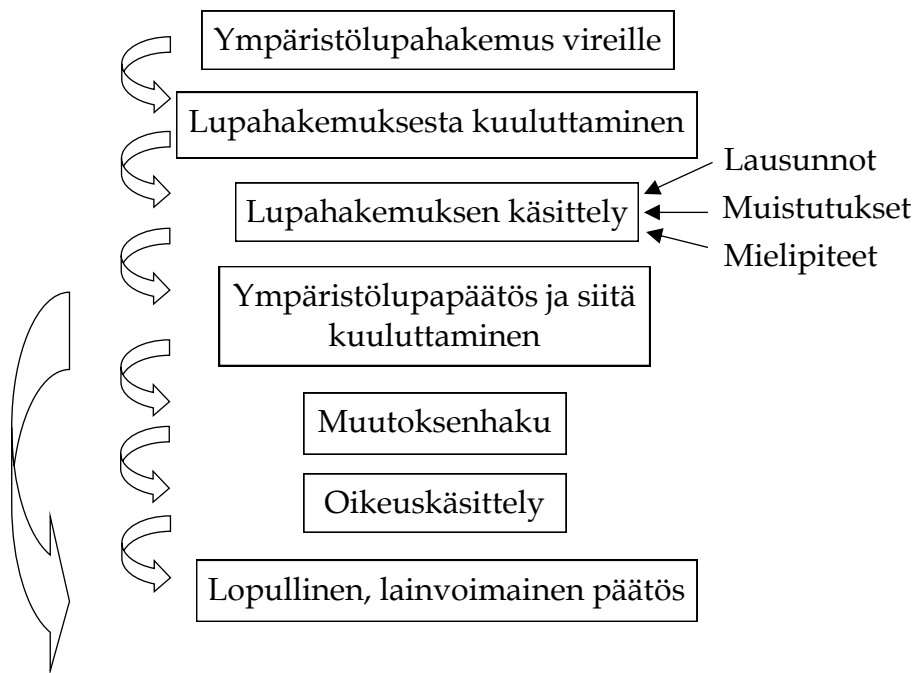 Ympäristölupahakemus vireille
Lupahakemuksesta kuuluttaminen
Lausunnot
Lupahakemuksen käsittely
Muistutukset
Mielipiteet
Ympäristölupapäätös ja siitä
kuuluttaminen
Muutoksenhaku
Oikeuskäsittely
Lopullinen, lainvoimainen päätös